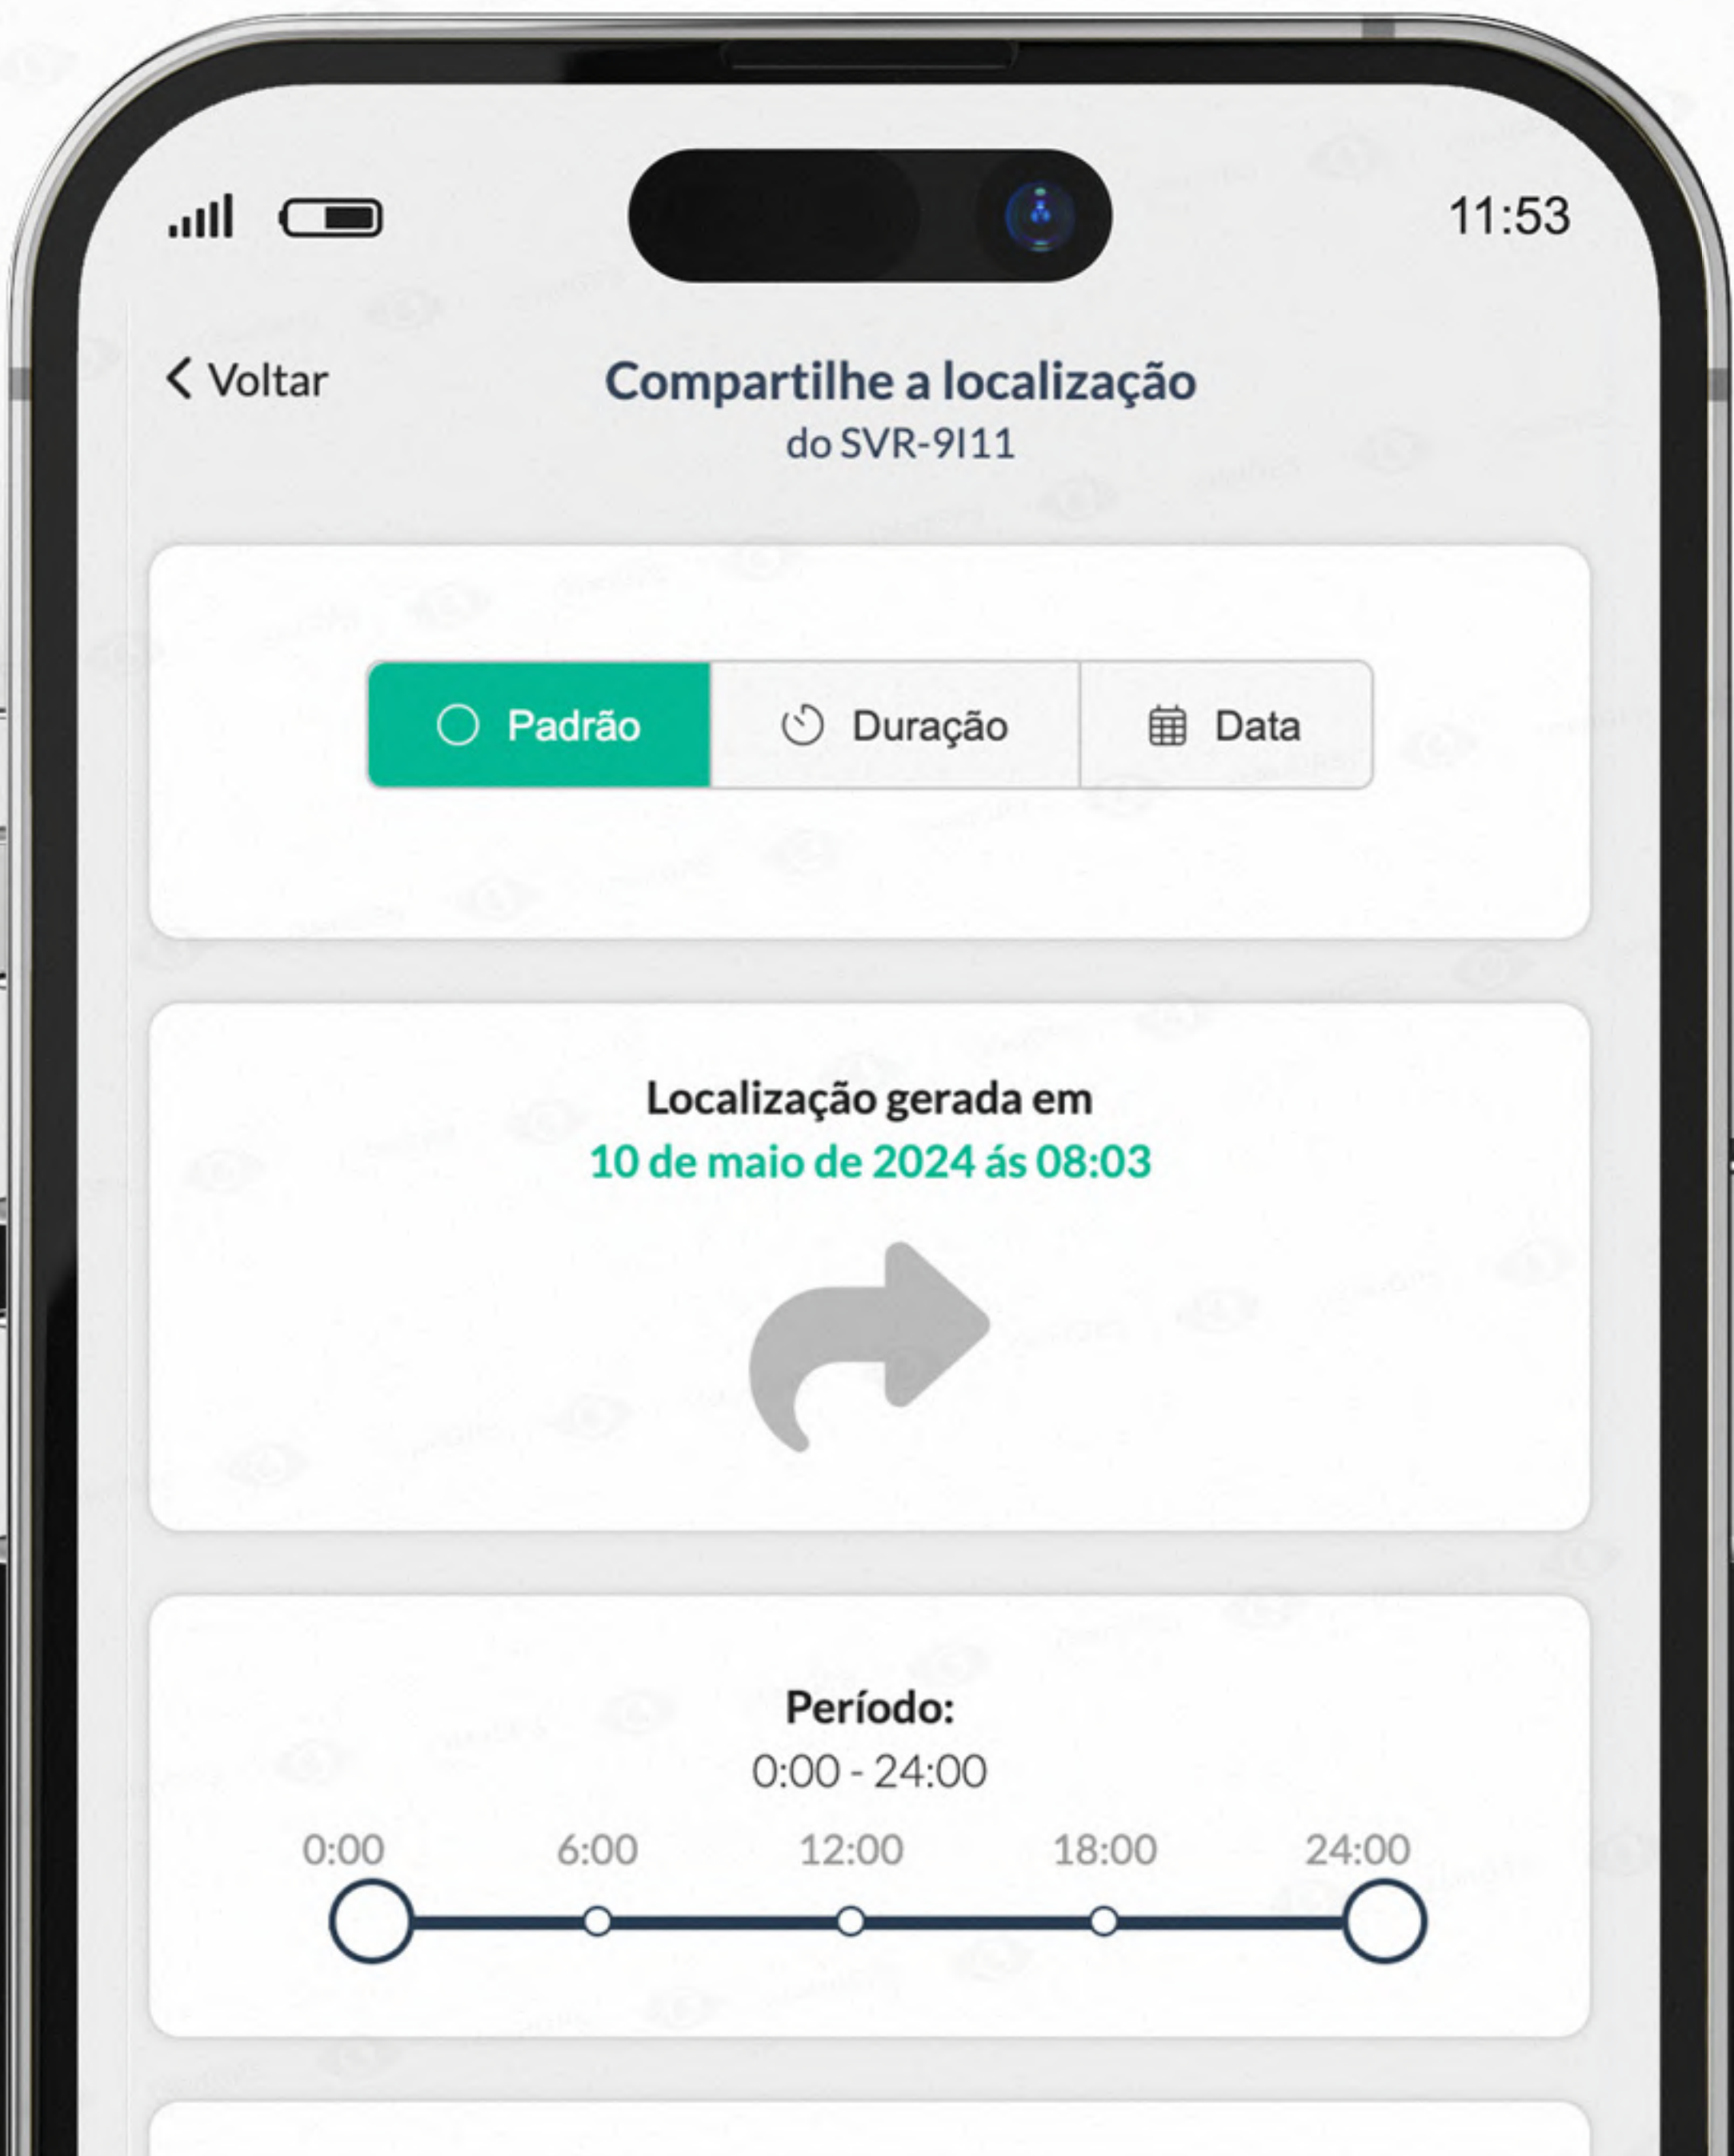 11:53
Voltar
Compartilhe a localização
do SVR-9I11
Padrão
Duração
Data
Localização gerada em
10 de maio de 2024 ás 08:03
Período:
0:00 - 24:00
0:00 6:00 12:00 18:00 24:00